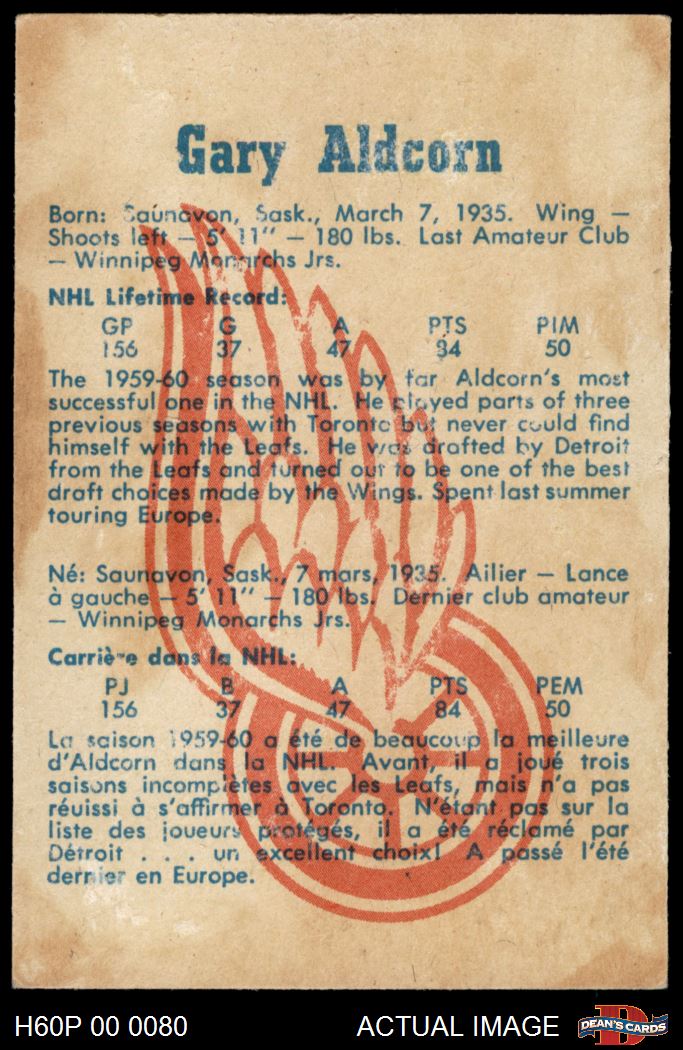 Gary Aldcorn
Born: Saunavon, Sask., March 7, 1935. Wing —
Shoots left — 5' 11" — 180 lbs. Last Amateur Club
— Winnipeg Monarchs Jrs.
NHL Lifetime Record:
GP G A PTS PIM
156 37 47 84 50
The 1959-60 season was by far Aldcorn's most
successful one in the NHL. He played parts of three
previous seasons with Toronto but never could find
himself with the Leafs. He was drafted by Detroit
from the Leafs and turned out to be one of the best
draft choices made by the Wings. Spent last summer
touring Europe.
Né: Saunavon, Sask., 7 mars, 1935. Ailier — Lance
à gauche — 5' 11" — 180 lbs. Dernier club amateur
— Winnipeg Monarchs Jrs.
Carrière dans la NHL:
PJ B A PTS PEM
156 37 47 84 50
La saison 1959-60 a été de beaucoup la meilleure
d'Aldcorn dans la NHL. Avant, il a joué trois
saisons incomplètes avec les Leafs, mais n'a pas
réussi à s'affirmer à Toronto. N'étant pas sur la
liste des joueurs protégés, il a été réclamé par
Détroit . . . un excellent choix! A passé l'été
dernier en Europe.
H60P 00 0080 ACTUAL IMAGE D DEAN'S CARDS